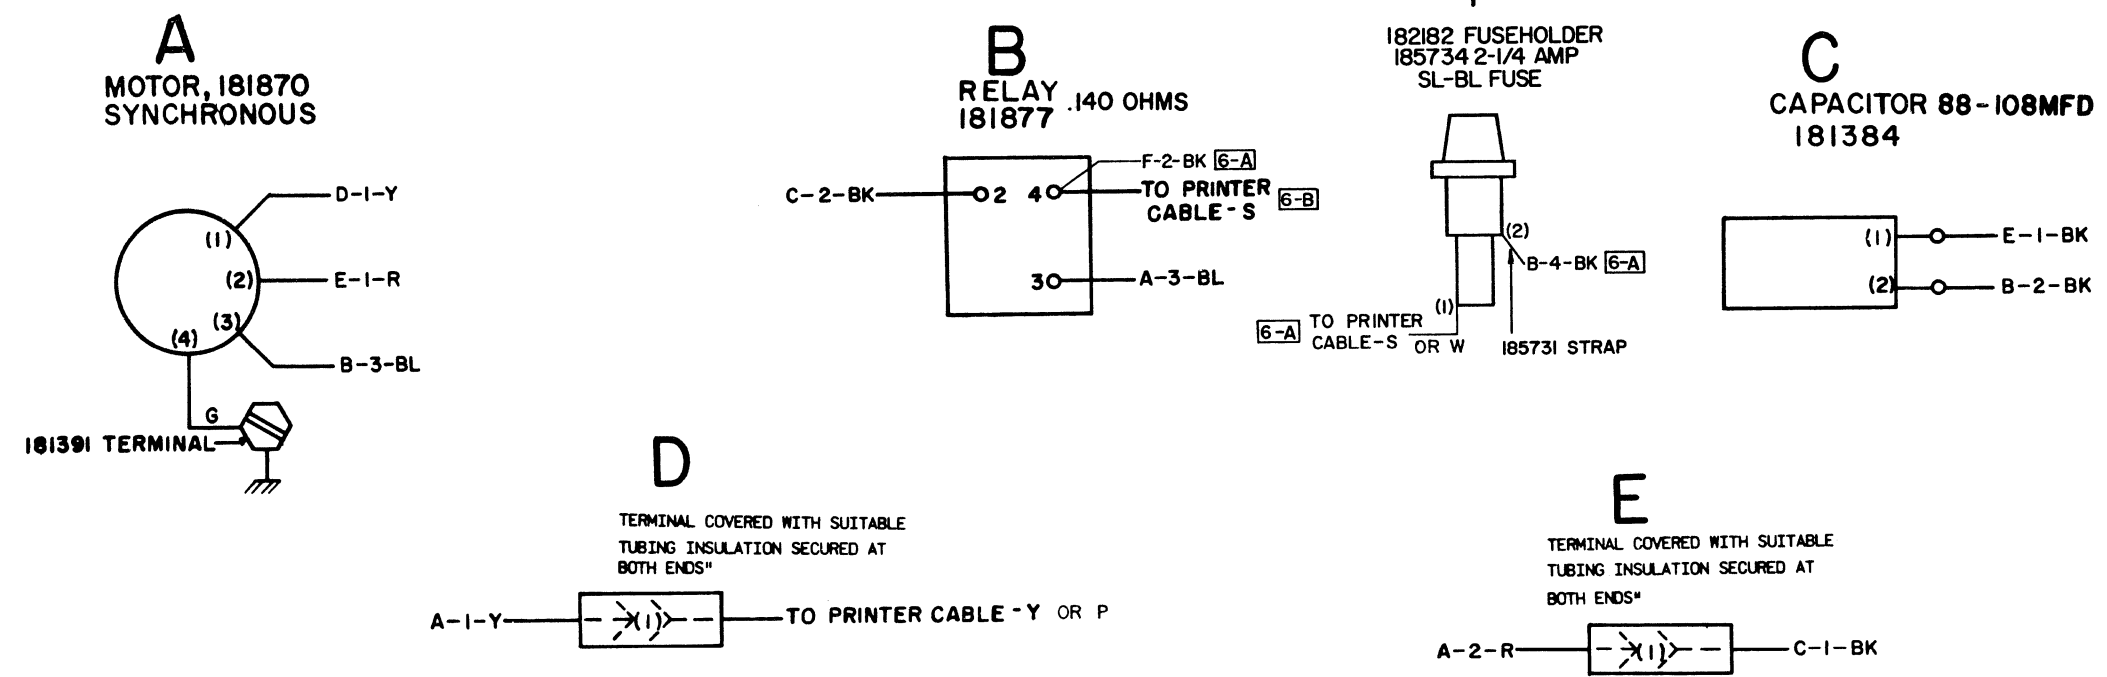 A
MOTOR, 181870
SYNCHRONOUS
D-1-Y
(1)
(2)
E-1-R
(3)
(4)
B-3-BL
G
181391 TERMINAL
B
RELAY .140 OHMS
181877
C-2-BK
2
4
F-2-BK 6-A
TO PRINTER
CABLE-S 6-B
3
A-3-BL
182182 FUSEHOLDER
185734 2-1/4 AMP
SL-BL FUSE
(2)
B-4-BK 6-A
(1)
6-A TO PRINTER
CABLE-S OR W
185731 STRAP
C
CAPACITOR 88-108MFD
181384
(1)
E-1-BK
(2)
B-2-BK
D
TERMINAL COVERED WITH SUITABLE
TUBING INSULATION SECURED AT
BOTH ENDS"
A-1-Y
(1)
TO PRINTER CABLE-Y OR P
E
TERMINAL COVERED WITH SUITABLE
TUBING INSULATION SECURED AT
BOTH ENDS"
A-2-R
(1)
C-1-BK